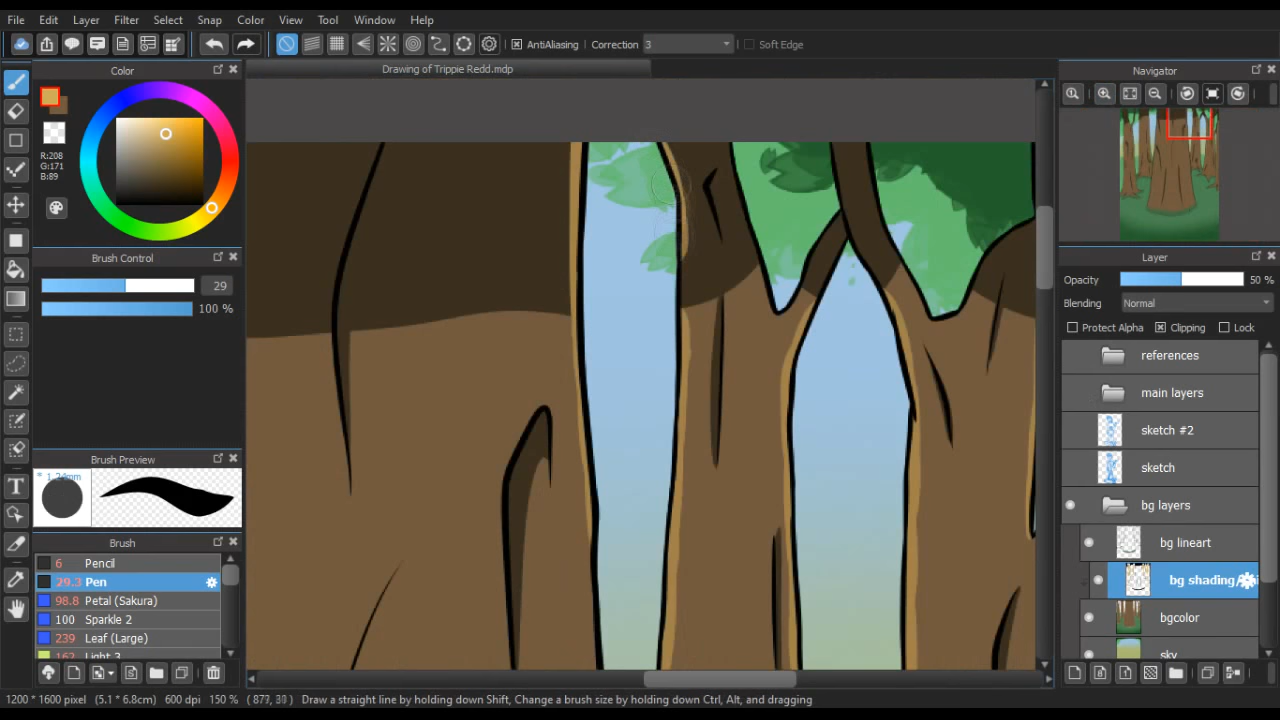 File Edit Layer Filter Select Snap Color View Tool Window Help
AntiAliasing Correction 3 Soft Edge
Color Drawing of Trippie Redd.mdp Navigator
R:208
G:171
B:89
Brush Control
29
100 %
Layer
Opacity 50 %
Blending Normal
Protect Alpha Clipping Lock
references
main layers
sketch #2
sketch
bg layers
bg lineart
bg shading/
bgcolor
sky
Brush Preview
* 1.24mm
Brush
6 Pencil
29.3 Pen
98.8 Petal (Sakura)
100 Sparkle 2
239 Leaf (Large)
162 Light 3
1200 * 1600 pixel (5.1 * 6.8cm) 600 dpi 150 % ( 877, 30 ) Draw a straight line by holding down Shift, Change a brush size by holding down Ctrl, Alt, and dragging